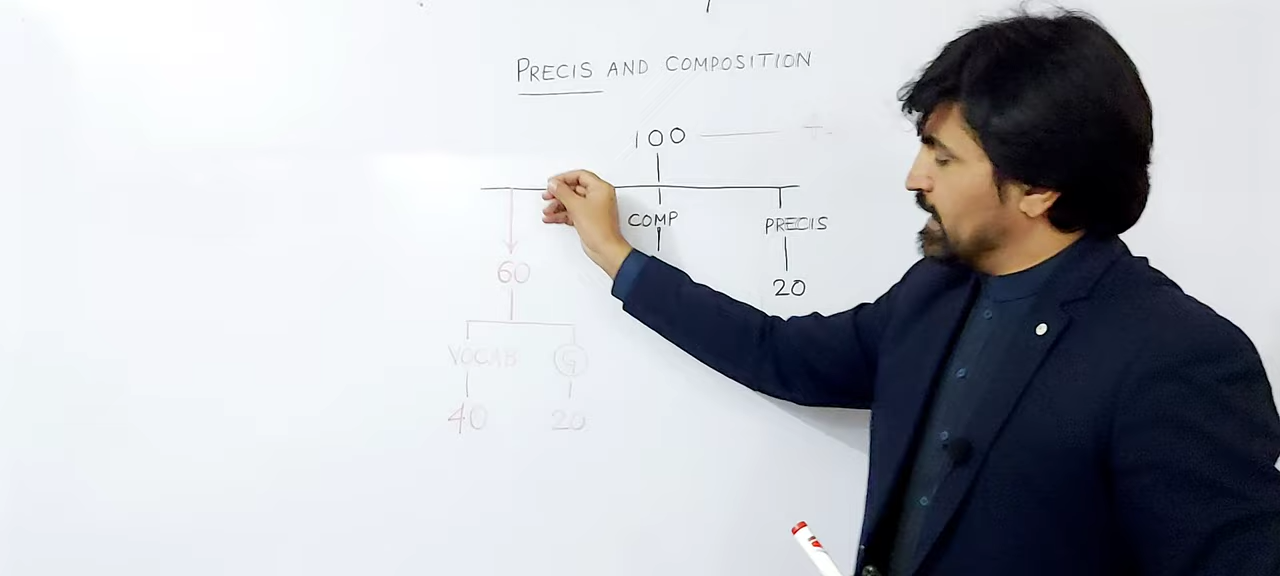 PRECIS AND COMPOSITION
100
COMP PRECIS
60 20
VOCAB G
40 20